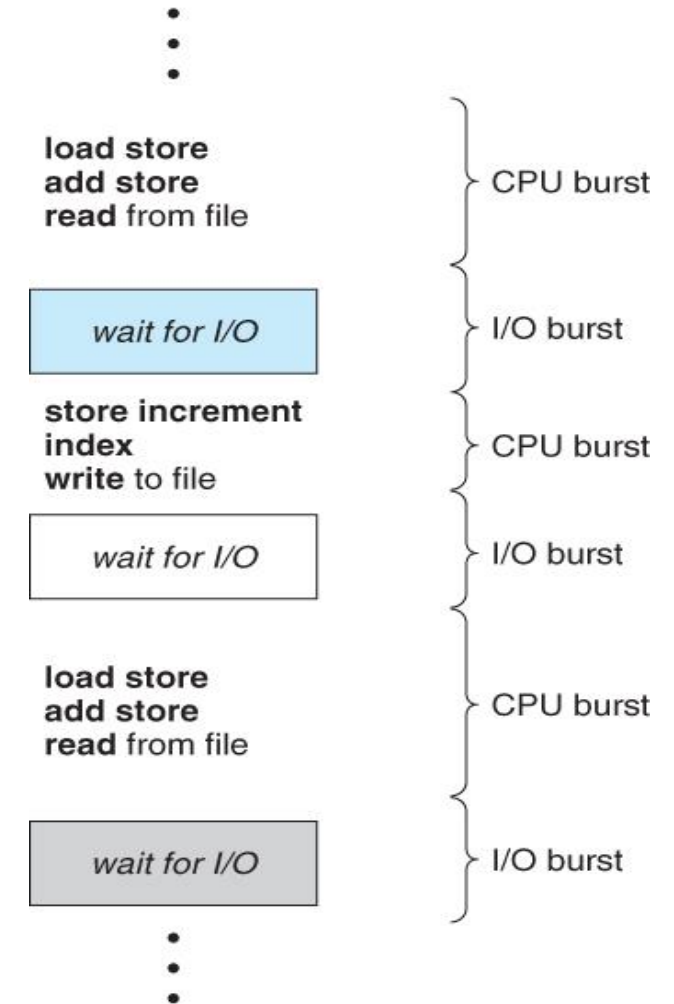 load store
add store
read from file
CPU burst
wait for I/O
I/O burst
store increment
index
write to file
CPU burst
wait for I/O
I/O burst
load store
add store
read from file
CPU burst
wait for I/O
I/O burst